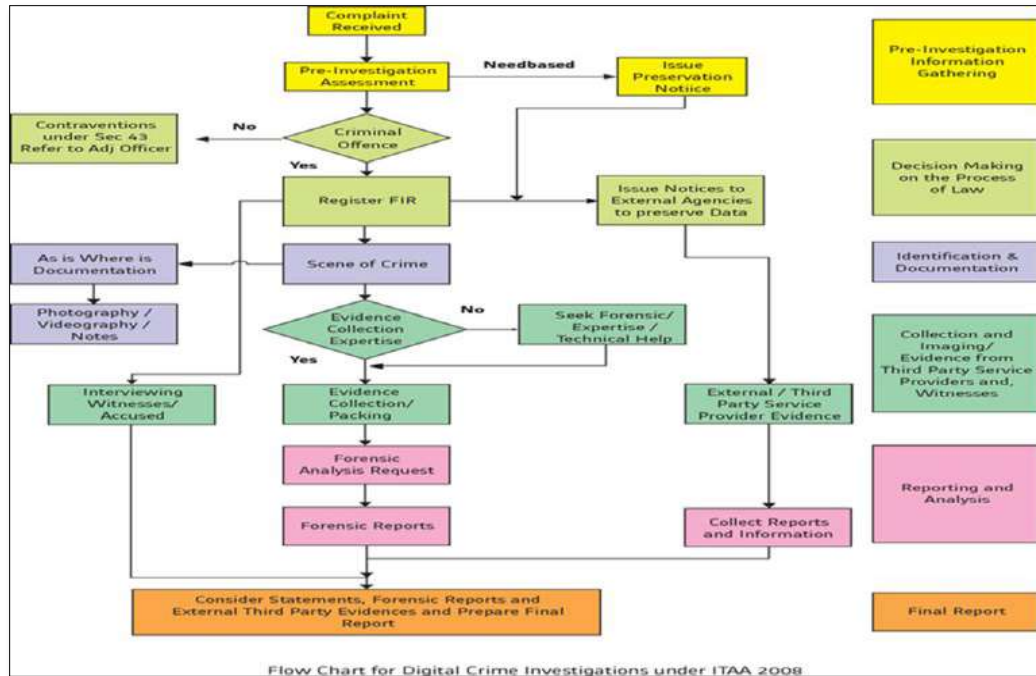 Complaint
Received
Pre-Investigation
Assessment
Needbased
Issue
Preservation
Notiice
Pre-Investigation
Information
Gathering
Contraventions
under Sec 43
Refer to Adj Officer
No
Criminal
Offence
Yes
Register FIR
Issue Notices to
External Agencies
to preserve Data
Decision Making
on the Process
of Law
As is Where is
Documentation
Scene of Crime
Identification &
Documentation
Photography /
Videography /
Notes
Evidence
Collection
Expertise
No
Yes
Seek Forensic/
Expertise /
Technical Help
Collection and
Imaging/
Evidence from
Third Party Service
Providers and,
Witnesses
Interviewing
Witnesses/
Accused
Evidence
Collection/
Packing
External / Third
Party Service
Provider Evidence
Forensic
Analysis Request
Reporting and
Analysis
Forensic Reports
Collect Reports
and Information
Consider Statements, Forensic Reports and
External Third Party Evidences and Prepare Final
Report
Final Report
Flow Chart for Digital Crime Investigations under ITAA 2008